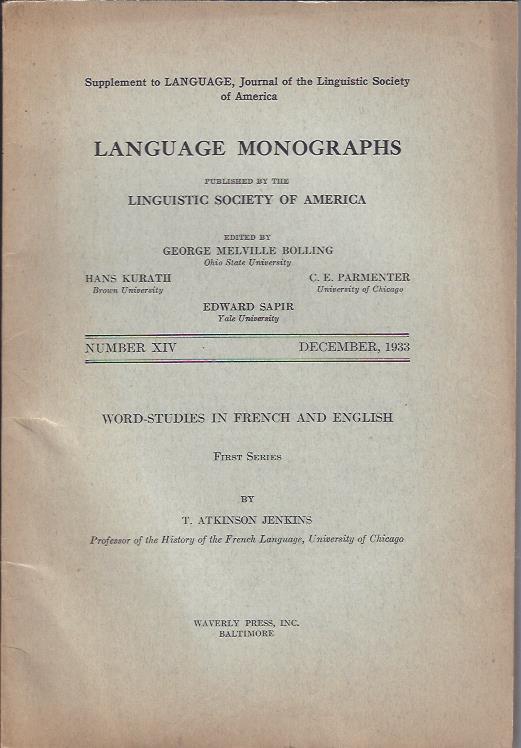 Supplement to LANGUAGE, Journal of the Linguistic Society
of America
LANGUAGE MONOGRAPHS
PUBLISHED BY THE
LINGUISTIC SOCIETY OF AMERICA
EDITED BY
GEORGE MELVILLE BOLLING
Ohio State University
HANS KURATH C. E. PARMENTER
Brown University University of Chicago
EDWARD SAPIR
Yale University
NUMBER XIV DECEMBER, 1933
WORD-STUDIES IN FRENCH AND ENGLISH
FIRST SERIES
BY
T. ATKINSON JENKINS
Professor of the History of the French Language, University of Chicago
WAVERLY PRESS, INC.
BALTIMORE